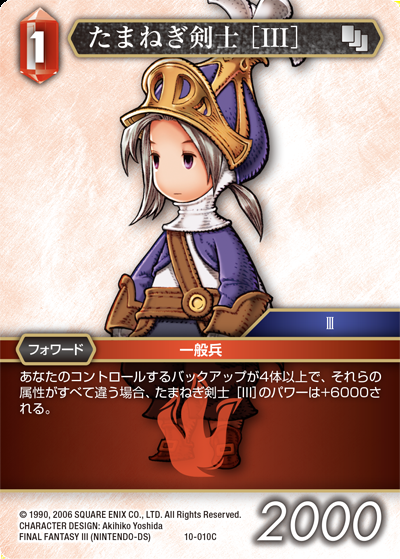 1
たまねぎ剣士［III］
III
フォワード
一般兵
あなたのコントロールするバックアップが4体以上で、それらの
属性がすべて違う場合、たまねぎ剣士［III］のパワーは+6000さ
れる。
© 1990, 2006 SQUARE ENIX CO., LTD. All Rights Reserved.
CHARACTER DESIGN: Akihiko Yoshida
FINAL FANTASY III (NINTENDO-DS) 10-010C
2000